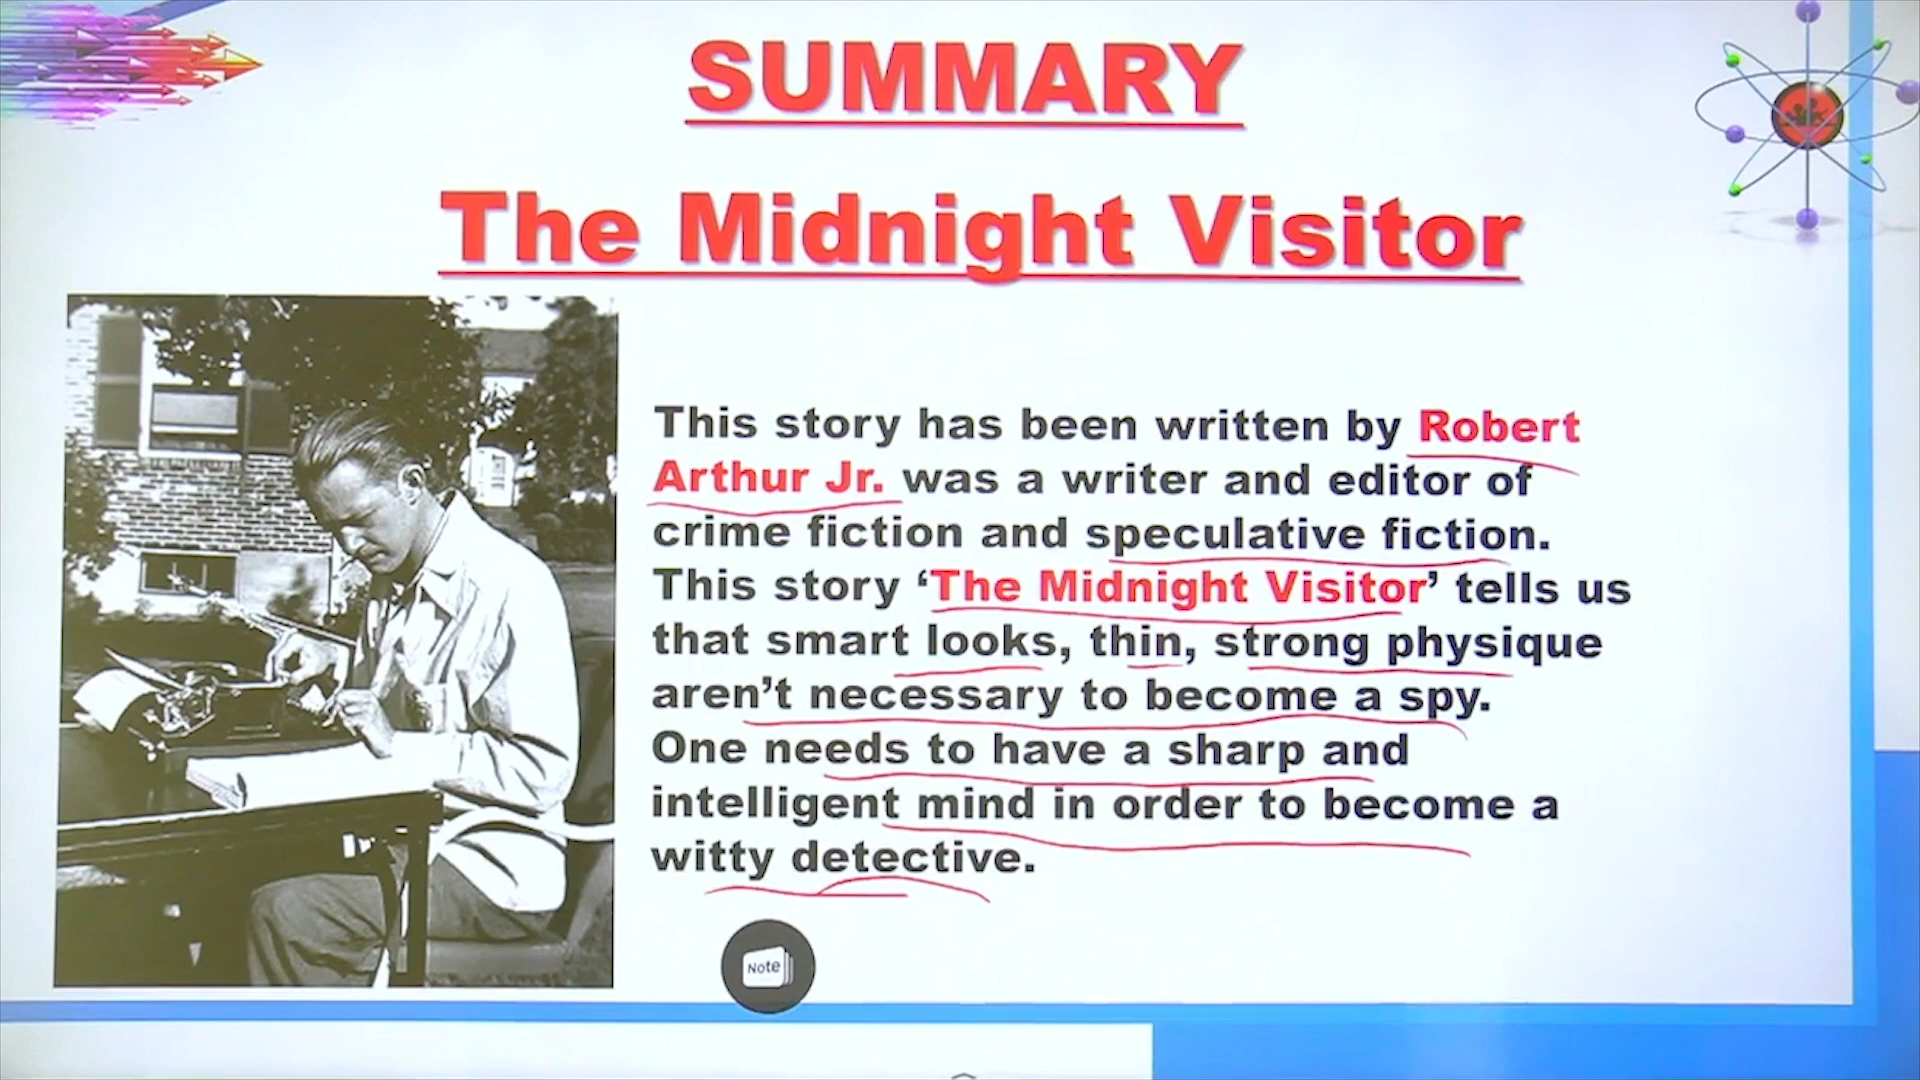 SUMMARY
The Midnight Visitor
This story has been written by Robert
Arthur Jr. was a writer and editor of
crime fiction and speculative fiction.
This story ‘The Midnight Visitor’ tells us
that smart looks, thin, strong physique
aren’t necessary to become a spy.
One needs to have a sharp and
intelligent mind in order to become a
witty detective.
Note